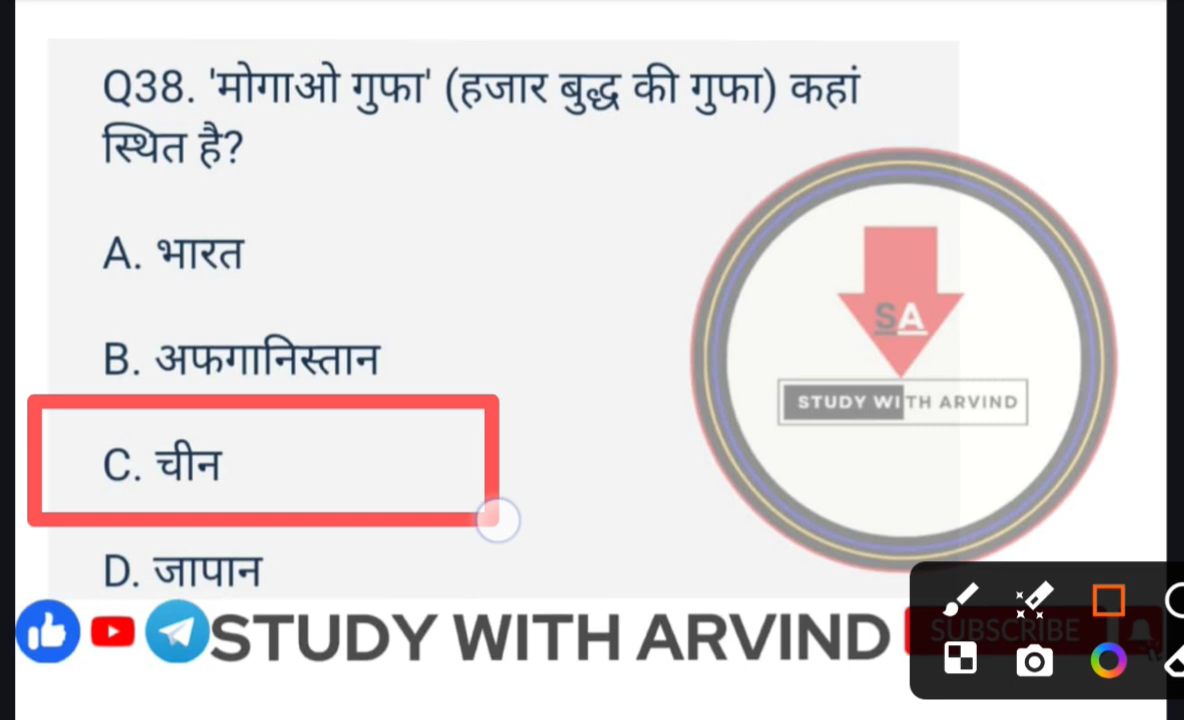 Q38. 'मोगाओ गुफा' (हजार बुद्ध की गुफा) कहां
स्थित है?
A. भारत
B. अफगानिस्तान
C. चीन
D. जापान
SA
STUDY WITH ARVIND
STUDY WITH ARVIND
SUBSCRIBE